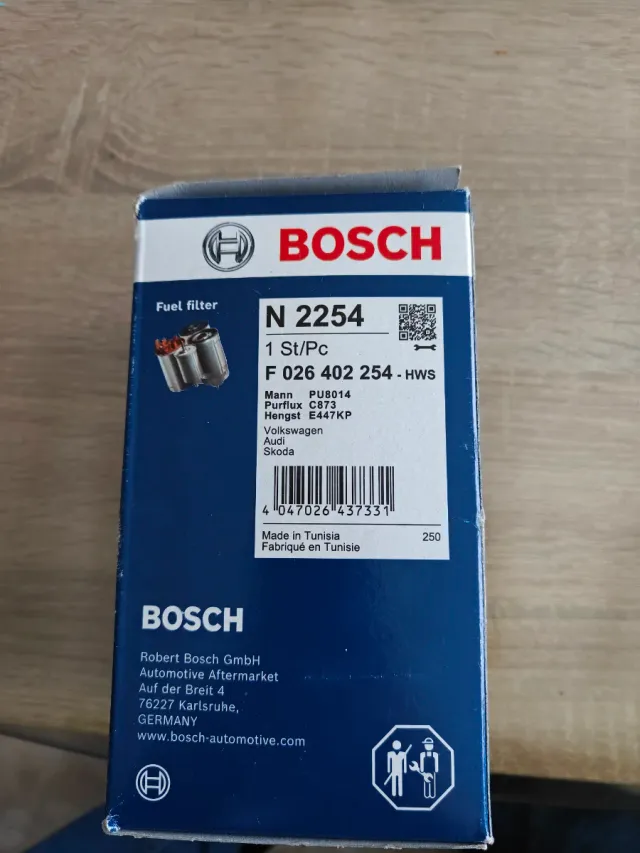 BOSCH
Fuel filter
N 2254
1 St/Pc
F 026 402 254 - HWS
Mann PU8014
Purflux C873
Hengst E447KP
Volkswagen
Audi
Skoda
4 047026 437331
Made in Tunisia 250
Fabriqué en Tunisie
BOSCH
Robert Bosch GmbH
Automotive Aftermarket
Auf der Breit 4
76227 Karlsruhe,
GERMANY
www.bosch-automotive.com